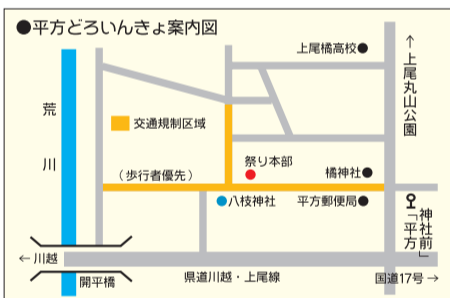 ●平方どろいんきょ案内図
上尾橘高校●
↑上尾丸山公園
荒川
交通規制区域
祭り本部
（歩行者優先）
橘神社●
●八枝神社
平方郵便局●
「平方神社前」
←川越
開平橋
県道川越・上尾線
国道17号→